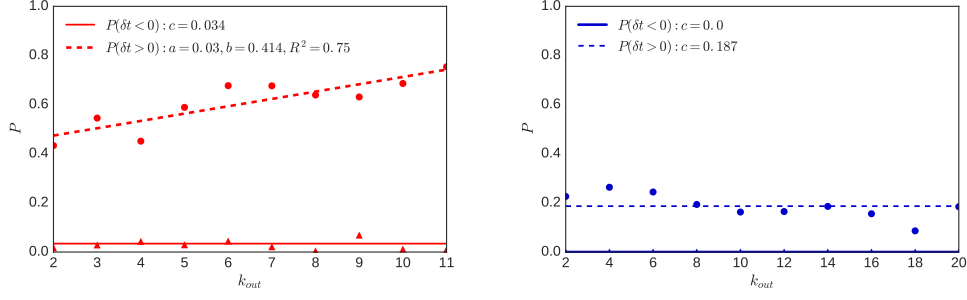 P(δt < 0) : c = 0.034
P(δt > 0) : a = 0.03, b = 0.414, R² = 0.75
1.0
0.8
0.6
0.4
0.2
0.0
P
2 3 4 5 6 7 8 9 10 11
k_out
P(δt < 0) : c = 0.0
P(δt > 0) : c = 0.187
1.0
0.8
0.6
0.4
0.2
0.0
P
2 4 6 8 10 12 14 16 18 20
k_out